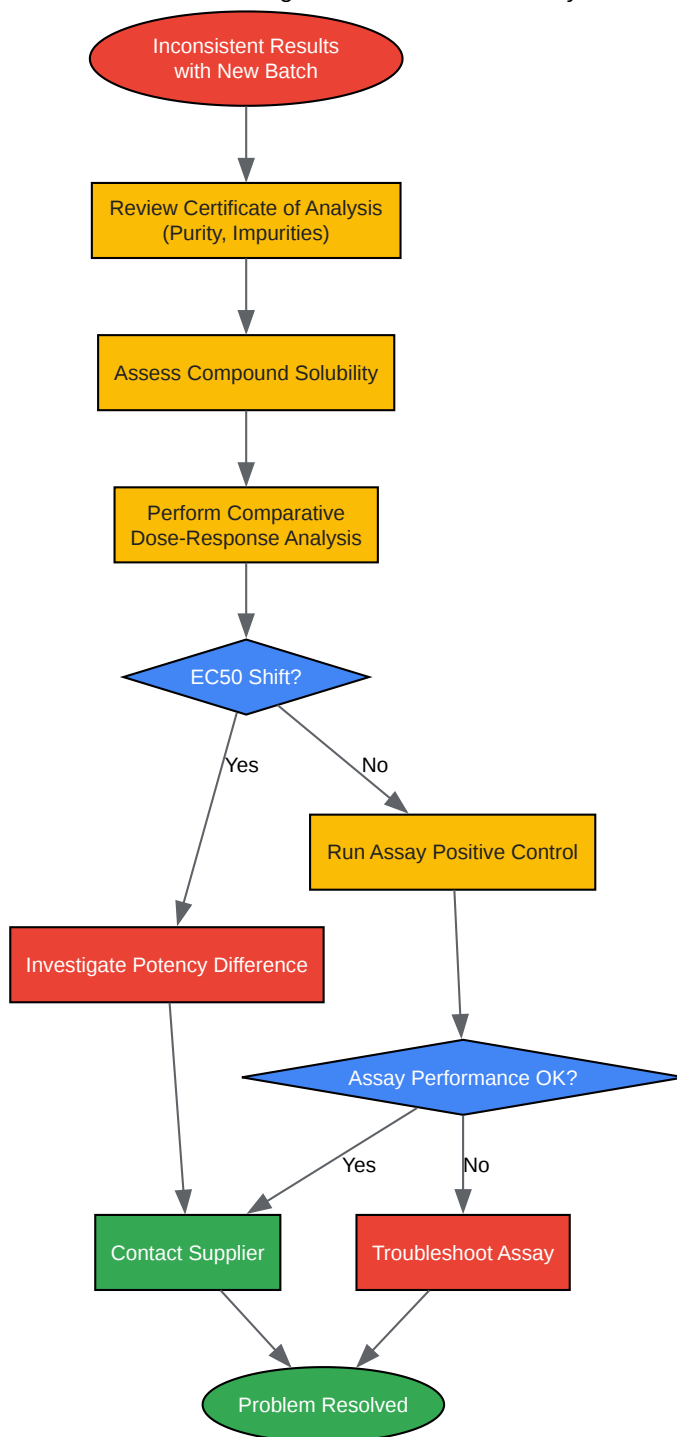 Inconsistent Results
with New Batch
Review Certificate of Analysis
(Purity, Impurities)
Assess Compound Solubility
Perform Comparative
Dose-Response Analysis
EC50 Shift?
Yes
No
Run Assay Positive Control
Investigate Potency Difference
Assay Performance OK?
Yes
No
Contact Supplier
Troubleshoot Assay
Problem Resolved